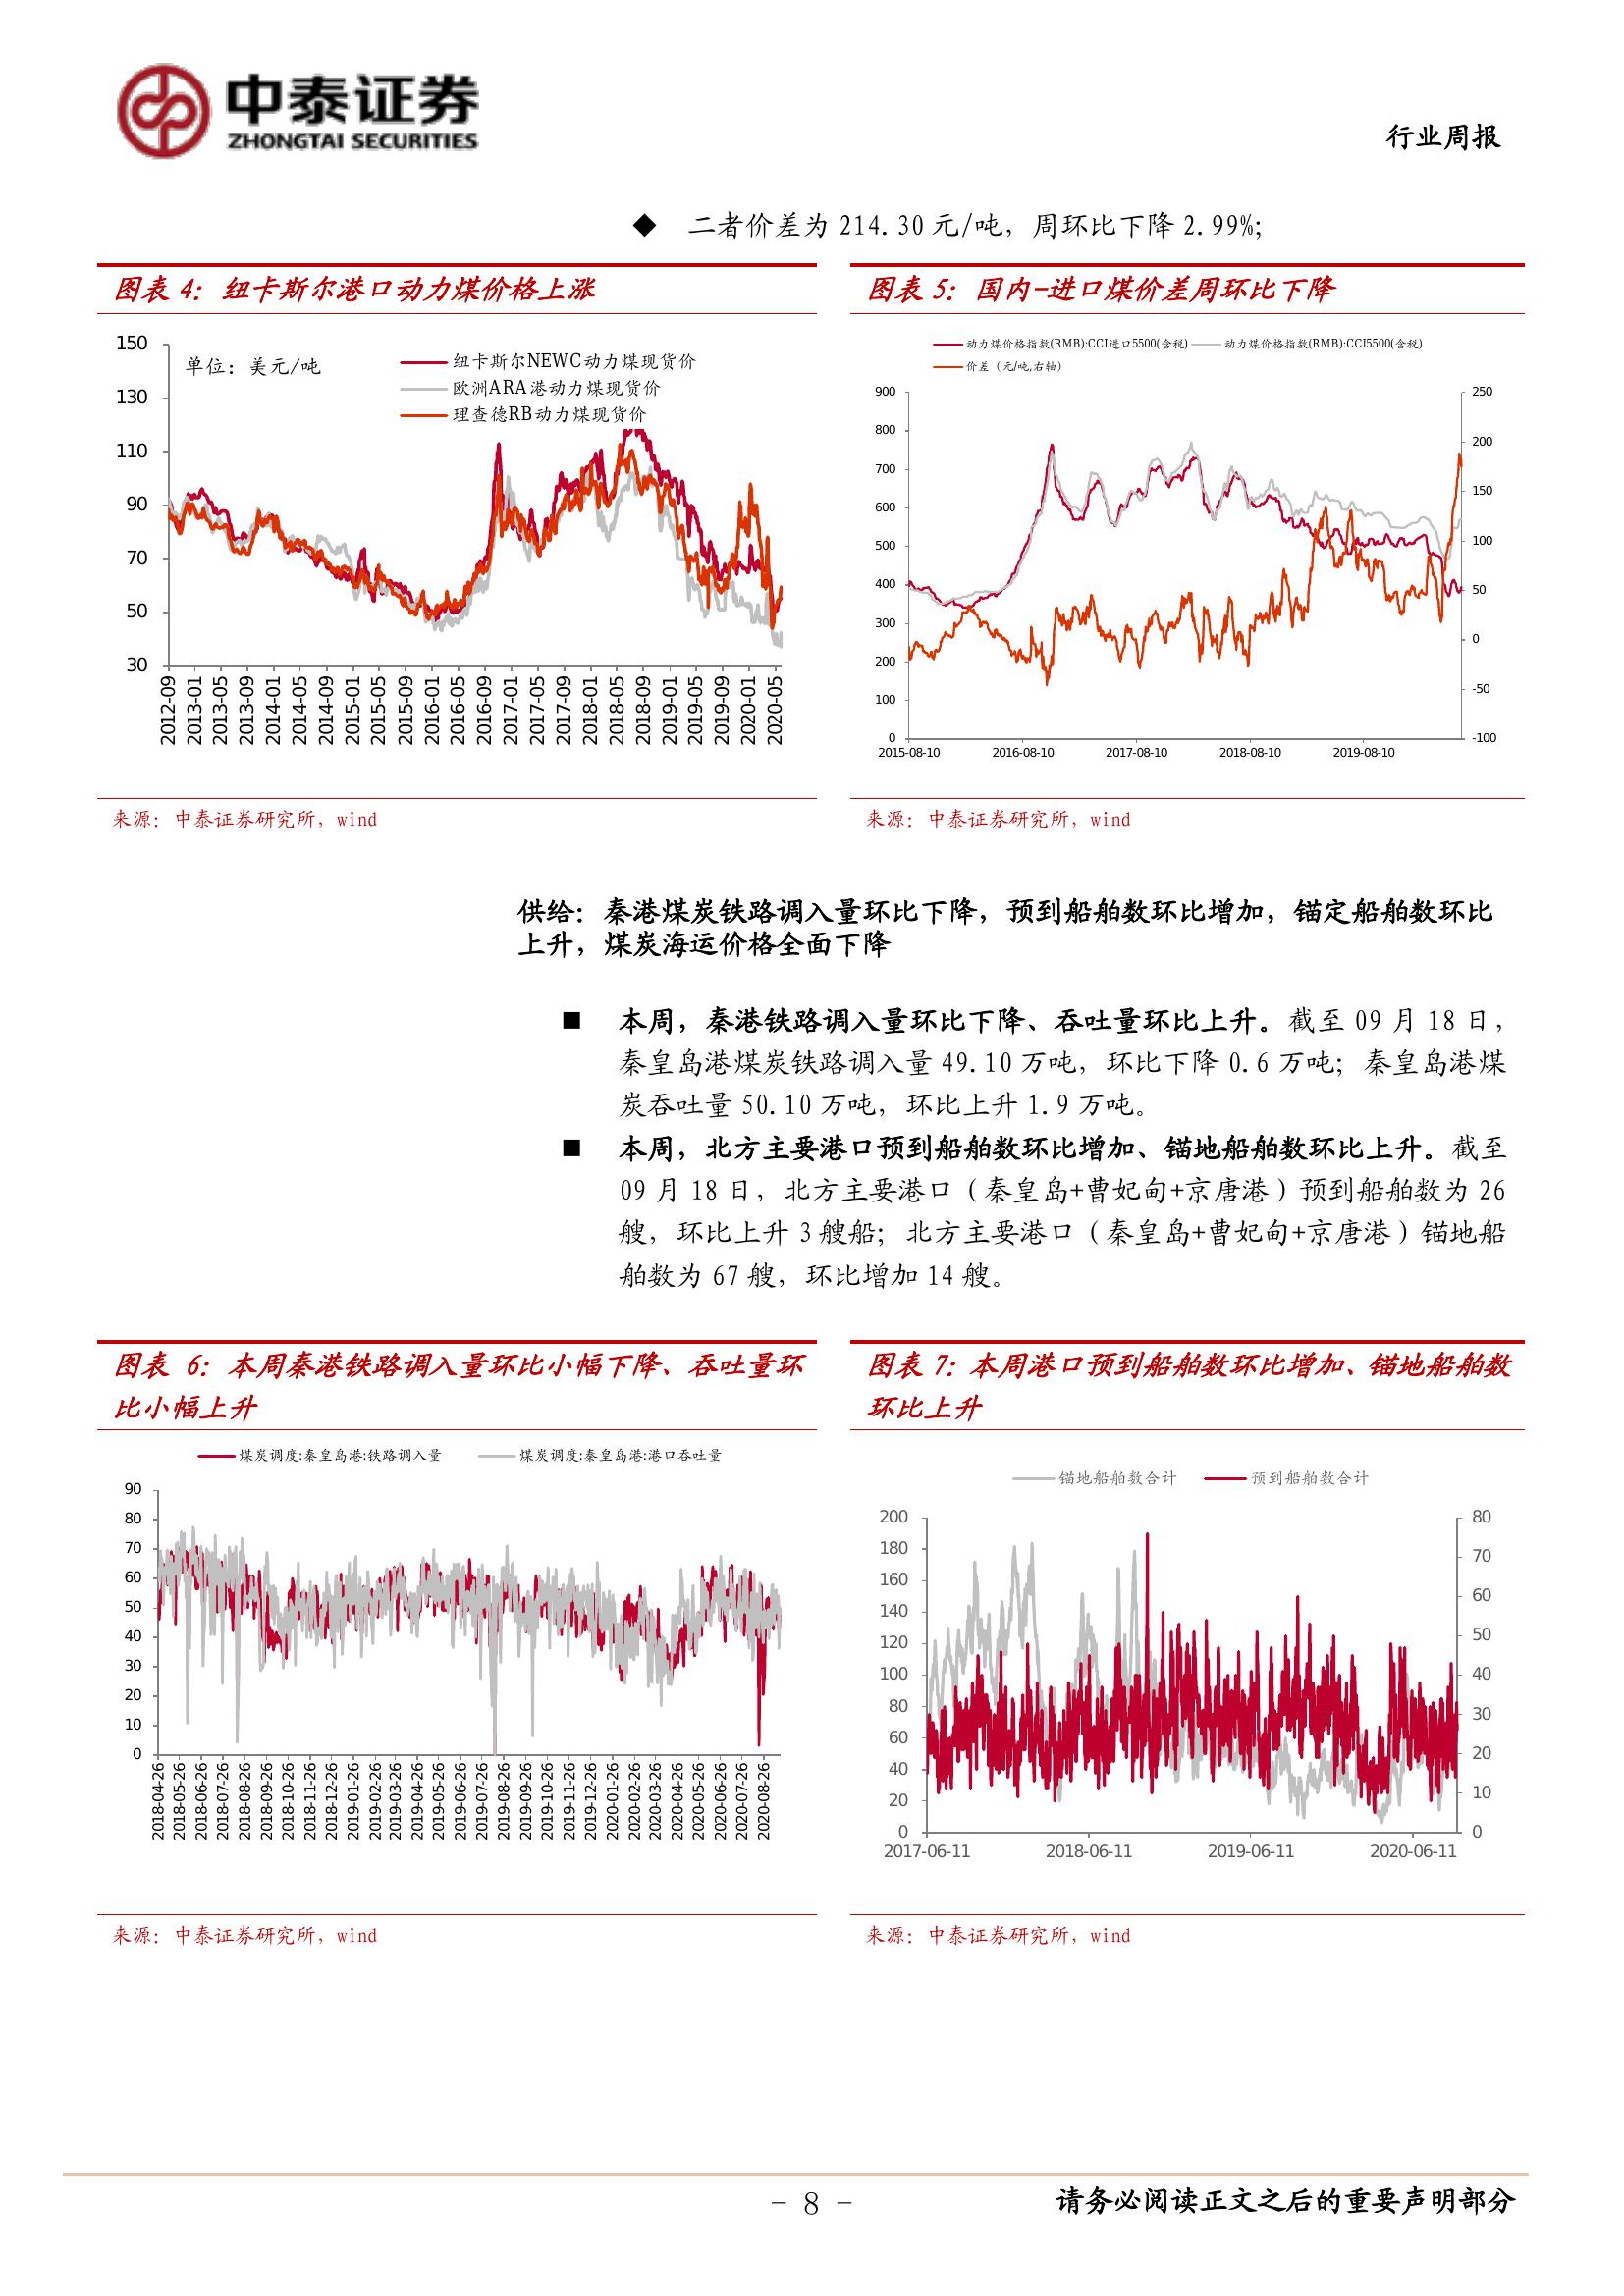 中泰证券
ZHONGTAI SECURITIES
行业周报
◆ 二者价差为 214.30 元/吨，周环比下降 2.99%;
图表 4：纽卡斯尔港口动力煤价格上涨
单位：美元/吨
纽卡斯尔NEWC动力煤现货价
欧洲ARA港动力煤现货价
理查德RB动力煤现货价
150
130
110
90
70
50
30
2012-09 2013-01 2013-05 2013-09 2014-01 2014-05 2014-09 2015-01 2015-05 2015-09 2016-01 2016-05 2016-09 2017-01 2017-05 2017-09 2018-01 2018-05 2018-09 2019-01 2019-05 2019-09 2020-01 2020-05
来源：中泰证券研究所，wind
图表 5：国内-进口煤价差周环比下降
动力煤价格指数(RMB):CCI进口5500(含税) 动力煤价格指数(RMB):CCI5500(含税)
价差（元/吨,右轴）
900
800
700
600
500
400
300
200
100
0
250
200
150
100
50
0
-50
-100
2015-08-10 2016-08-10 2017-08-10 2018-08-10 2019-08-10
来源：中泰证券研究所，wind
供给：秦港煤炭铁路调入量环比下降，预到船舶数环比增加，锚定船舶数环比
上升，煤炭海运价格全面下降
■ 本周，秦港铁路调入量环比下降、吞吐量环比上升。截至 09 月 18 日，
秦皇岛港煤炭铁路调入量 49.10 万吨，环比下降 0.6 万吨；秦皇岛港煤
炭吞吐量 50.10 万吨，环比上升 1.9 万吨。
■ 本周，北方主要港口预到船舶数环比增加、锚地船舶数环比上升。截至
09 月 18 日，北方主要港口（秦皇岛+曹妃甸+京唐港）预到船舶数为 26
艘，环比上升 3 艘船；北方主要港口（秦皇岛+曹妃甸+京唐港）锚地船
舶数为 67 艘，环比增加 14 艘。
图表 6：本周秦港铁路调入量环比小幅下降、吞吐量环
比小幅上升
煤炭调度:秦皇岛港:铁路调入量 煤炭调度:秦皇岛港:港口吞吐量
90
80
70
60
50
40
30
20
10
0
2018-04-26 2018-05-26 2018-06-26 2018-07-26 2018-08-26 2018-09-26 2018-10-26 2018-11-26 2018-12-26 2019-01-26 2019-02-26 2019-03-26 2019-04-26 2019-05-26 2019-06-26 2019-07-26 2019-08-26 2019-09-26 2019-10-26 2019-11-26 2019-12-26 2020-01-26 2020-02-26 2020-03-26 2020-04-26 2020-05-26 2020-06-26 2020-07-26 2020-08-26
来源：中泰证券研究所，wind
图表 7：本周港口预到船舶数环比增加、锚地船舶数
环比上升
锚地船舶数合计 预到船舶数合计
200
180
160
140
120
100
80
60
40
20
0
80
70
60
50
40
30
20
10
0
2017-06-11 2018-06-11 2019-06-11 2020-06-11
来源：中泰证券研究所，wind
- 8 -
请务必阅读正文之后的重要声明部分